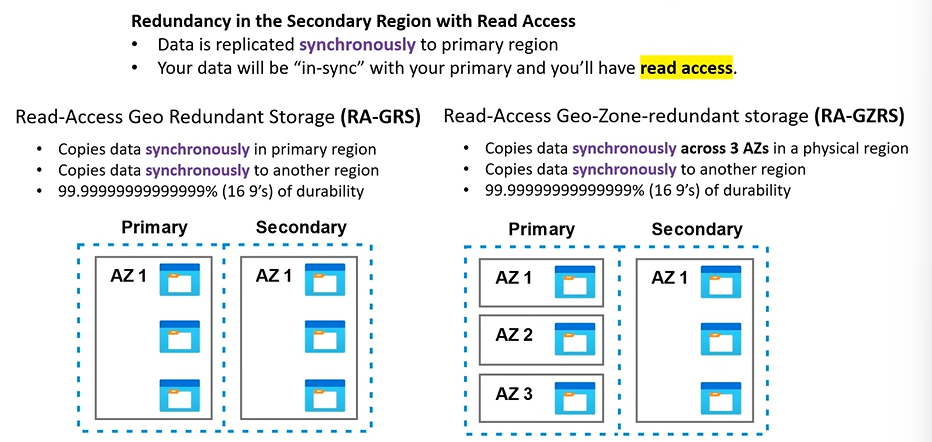 Redundancy in the Secondary Region with Read Access
• Data is replicated synchronously to primary region
• Your data will be “in-sync” with your primary and you’ll have read access.
Read-Access Geo Redundant Storage (RA-GRS)
• Copies data synchronously in primary region
• Copies data synchronously to another region
• 99.99999999999999% (16 9’s) of durability
Primary
Secondary
AZ 1
AZ 1
Read-Access Geo-Zone-redundant storage (RA-GZRS)
• Copies data synchronously across 3 AZs in a physical region
• Copies data synchronously to another region
• 99.99999999999999% (16 9’s) of durability
Primary
Secondary
AZ 1
AZ 2
AZ 3
AZ 1